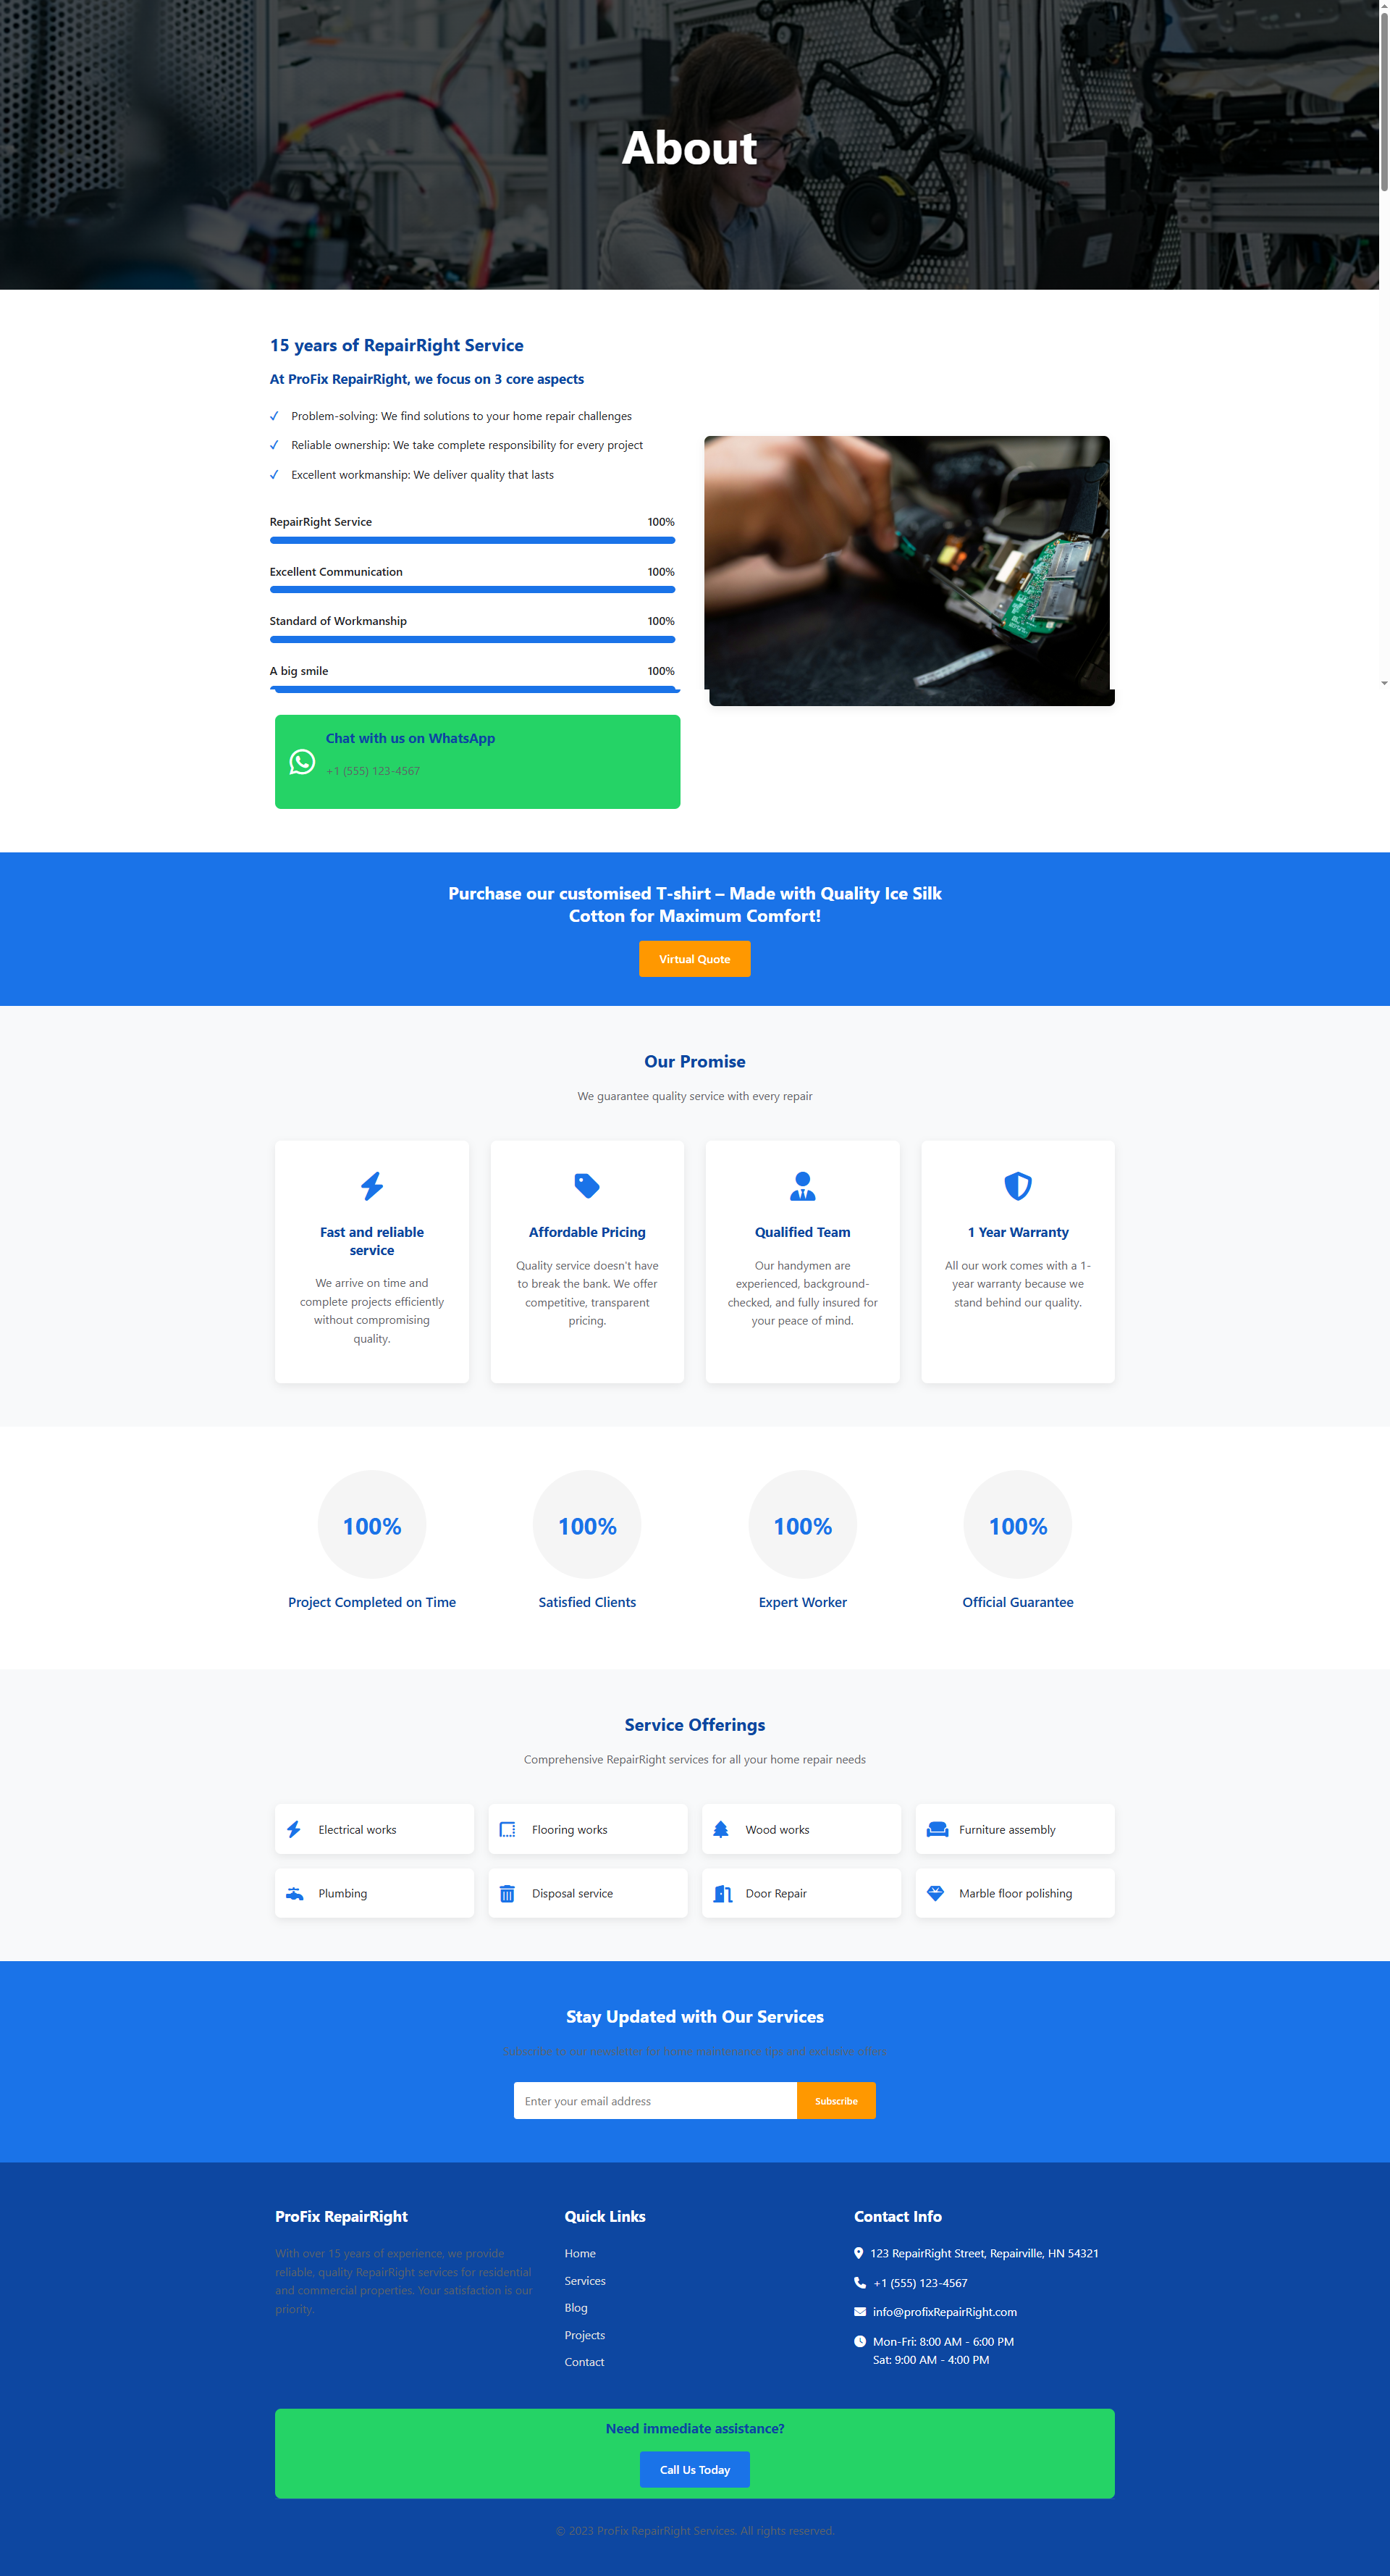 About
15 years of RepairRight Service
At ProFix RepairRight, we focus on 3 core aspects
Problem-solving: We find solutions to your home repair challenges
Reliable ownership: We take complete responsibility for every project
Excellent workmanship: We deliver quality that lasts
RepairRight Service 100%
Excellent Communication 100%
Standard of Workmanship 100%
A big smile 100%
Chat with us on WhatsApp
+1 (555) 123-4567
Purchase our customised T-shirt – Made with Quality Ice Silk
Cotton for Maximum Comfort!
Virtual Quote
Our Promise
We guarantee quality service with every repair
Fast and reliable
service
We arrive on time and
complete projects efficiently
without compromising
quality.
Affordable Pricing
Quality service doesn't have
to break the bank. We offer
competitive, transparent
pricing.
Qualified Team
Our handymen are
experienced, background-
checked, and fully insured for
your peace of mind.
1 Year Warranty
All our work comes with a 1-
year warranty because we
stand behind our quality.
100%
Project Completed on Time
100%
Satisfied Clients
100%
Expert Worker
100%
Official Guarantee
Service Offerings
Comprehensive RepairRight services for all your home repair needs
Electrical works
Flooring works
Wood works
Furniture assembly
Plumbing
Disposal service
Door Repair
Marble floor polishing
Stay Updated with Our Services
Subscribe to our newsletter for home maintenance tips and exclusive offers
Enter your email address
Subscribe
ProFix RepairRight
With over 15 years of experience, we provide
reliable, quality RepairRight services for residential
and commercial properties. Your satisfaction is our
priority.
Quick Links
Home
Services
Blog
Projects
Contact
Contact Info
123 RepairRight Street, Repairville, HN 54321
+1 (555) 123-4567
info@profixRepairRight.com
Mon-Fri: 8:00 AM - 6:00 PM
Sat: 9:00 AM - 4:00 PM
Need immediate assistance?
Call Us Today
© 2023 ProFix RepairRight Services. All rights reserved.